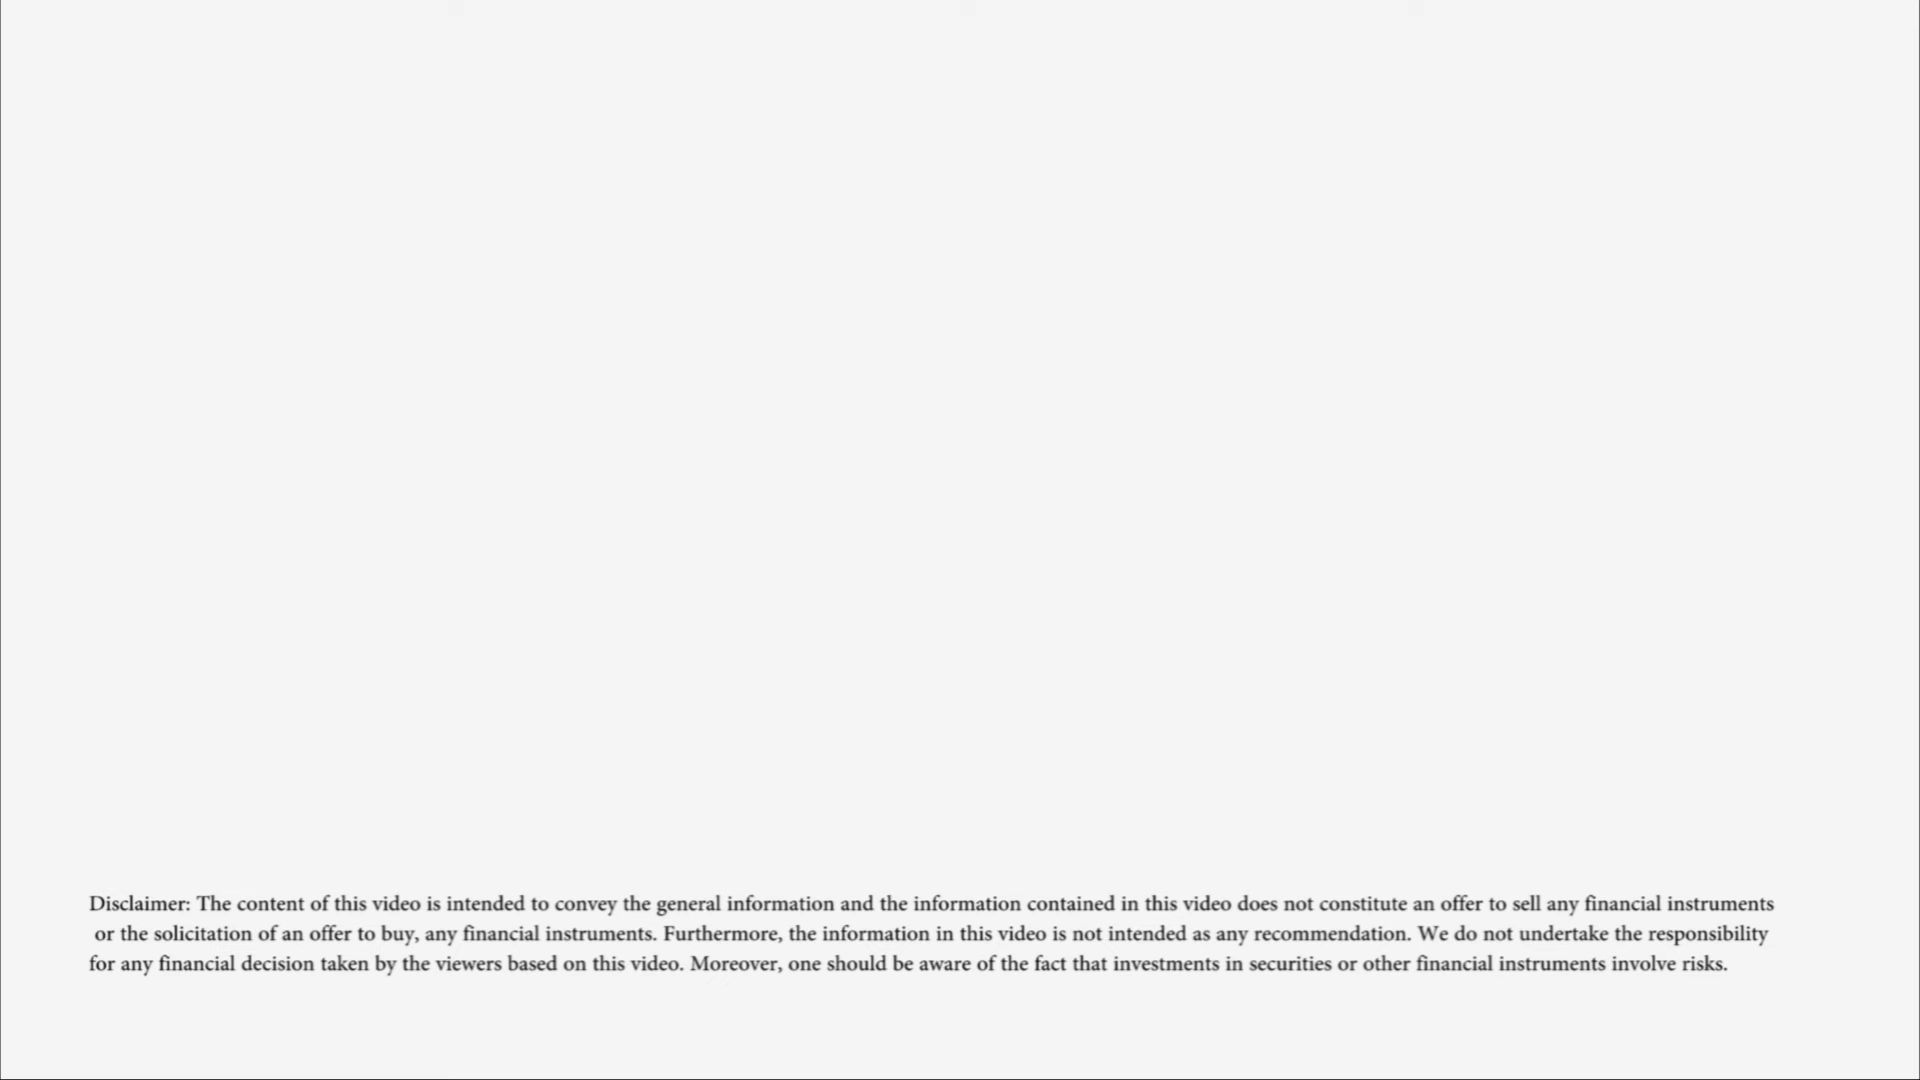 Disclaimer: The content of this video is intended to convey the general information and the information contained in this video does not constitute an offer to sell any financial instruments
or the solicitation of an offer to buy, any financial instruments. Furthermore, the information in this video is not intended as any recommendation. We do not undertake the responsibility
for any financial decision taken by the viewers based on this video. Moreover, one should be aware of the fact that investments in securities or other financial instruments involve risks.